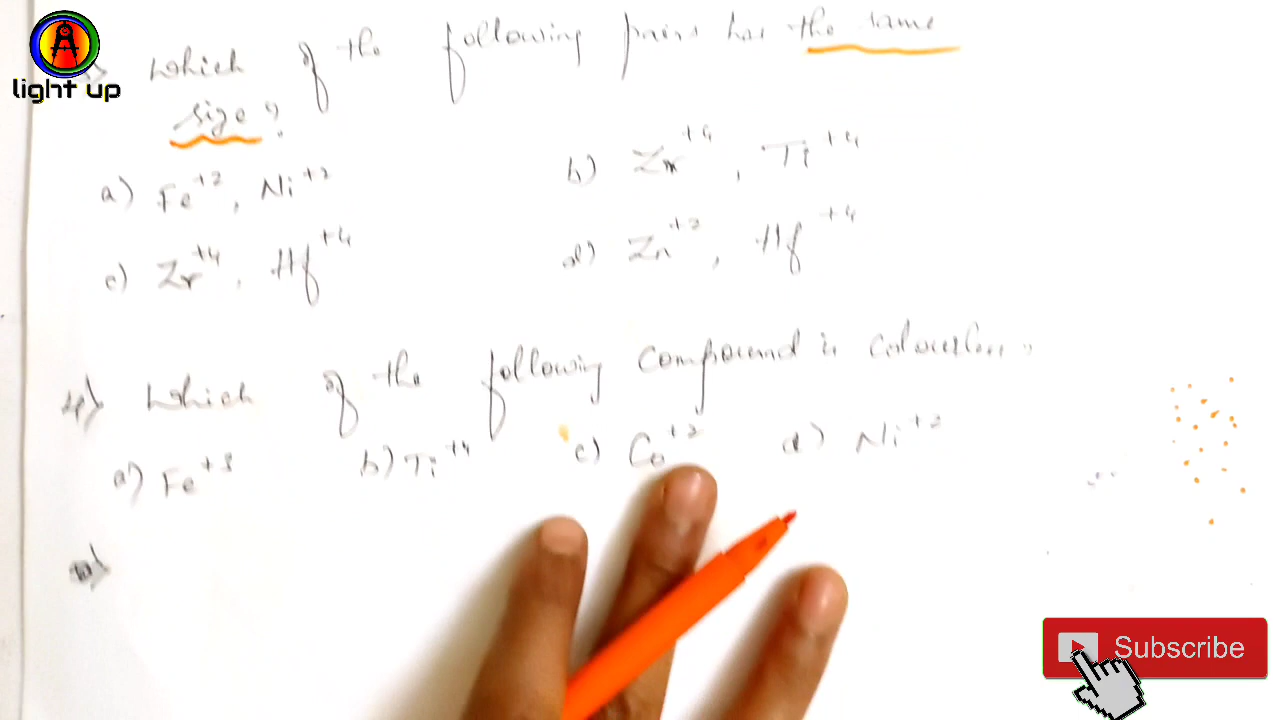 light up
Which of the following pairs has the same
size?
a) Fe+2, Ni+2 b) Zr+4, Ti+4
c) Zr+4, Hf+4 d) Zn+2, Hf+4
4) Which of the following compound is colourless?
a) Fe+3 b) Ti+4 c) Co+2 d) Ni+2
Subscribe